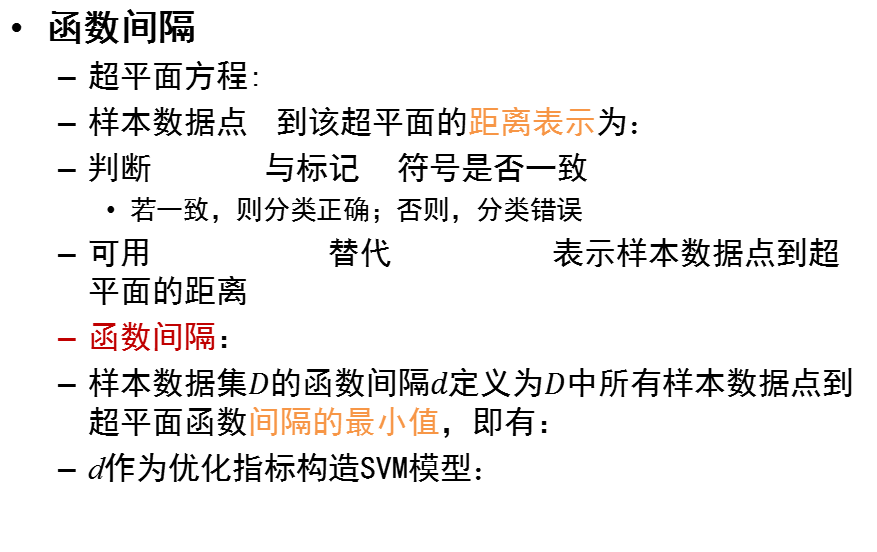 • 函数间隔
– 超平面方程:
– 样本数据点 到该超平面的距离表示为：
– 判断 与标记 符号是否一致
• 若一致，则分类正确；否则，分类错误
– 可用 替代 表示样本数据点到超
平面的距离
– 函数间隔：
– 样本数据集D的函数间隔d定义为D中所有样本数据点到
超平面函数间隔的最小值，即有：
– d作为优化指标构造SVM模型：